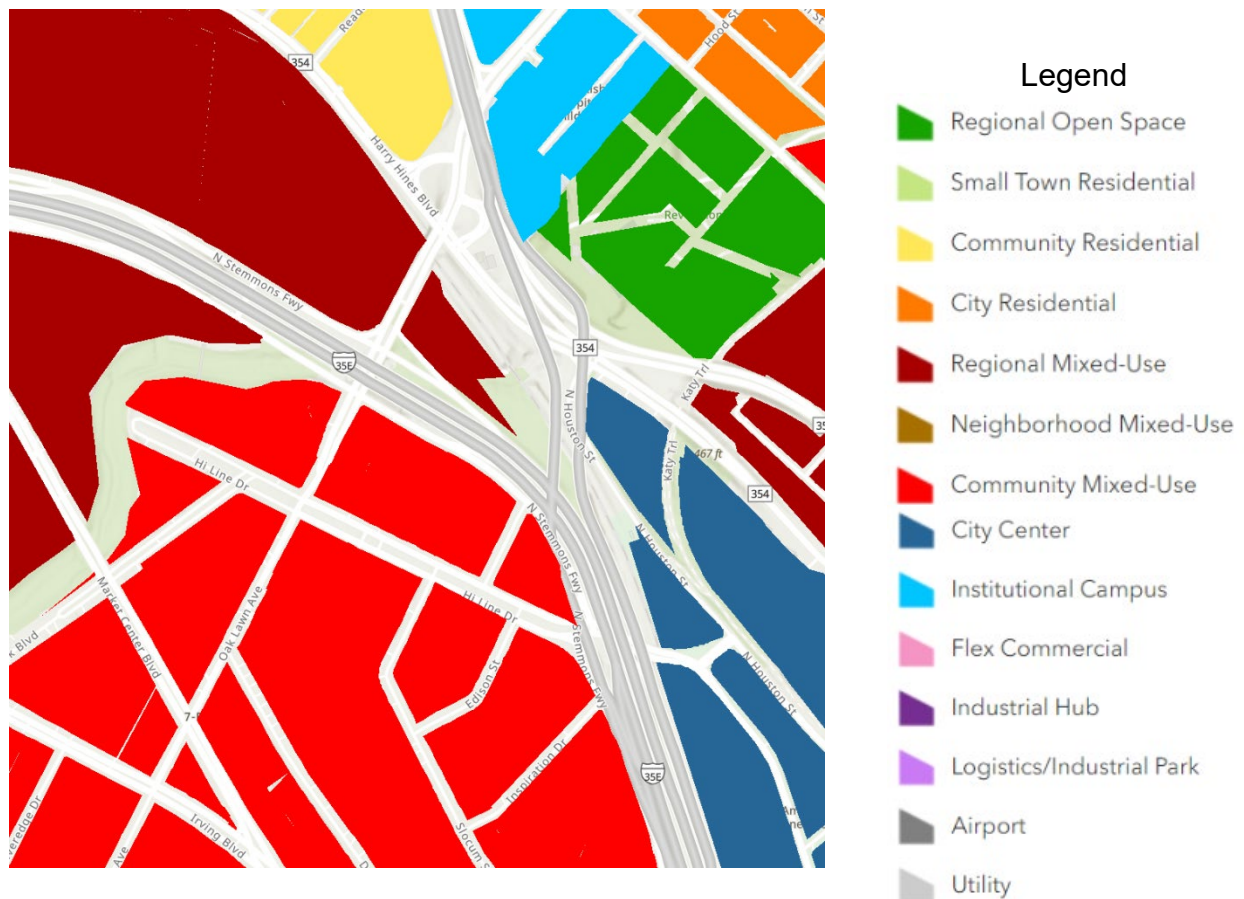 Legend
Regional Open Space
Small Town Residential
Community Residential
City Residential
Regional Mixed-Use
Neighborhood Mixed-Use
Community Mixed-Use
City Center
Institutional Campus
Flex Commercial
Industrial Hub
Logistics/Industrial Park
Airport
Utility
Hood St
354
Harry Hines Blvd
N Stemmons Fwy
35E
354
Katy Trl
N Houston St
Katy Trl
467 ft
354
Hi Line Dr
N Stemmons Fwy
N Houston St
Hi Line Dr
Market Center Blvd
Oak Lawn Ave
Blvd
N Stemmons Fwy
Edison St
N Houston St
Inspiration Dr
35E
Irving Blvd
Slocum S
Ave